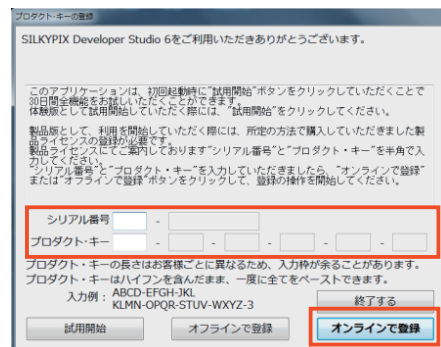 プロダクト・キーの登録
SILKYPIX Developer Studio 6をご利用いただきありがとうございます。
このアプリケーションは、初回起動時に"試用開始"ボタンをクリックしていただくことで
30日間全機能をお試しいただくことができます。
体験版として試用開始していただく際には、"試用開始"をクリックしてください。
製品版として、利用を開始していただく際には、所定の方法で購入していただきました製
品ライセンスの登録が必要です。
製品ライセンスにてご案内しております"シリアル番号"と"プロダクト・キー"を半角で入
力してください。
"シリアル番号"と"プロダクト・キー"を入力していただきましたら、"オンラインで登録"
または"オフラインで登録"ボタンをクリックして、登録の操作を開始してください。
シリアル番号 -
プロダクト・キー - - - - -
プロダクト・キーの長さはお客様ごとに異なるため、入力枠が余ることがあります。
プロダクト・キーはハイフンを含んだまま、一度に全てをペーストできます。
入力例： ABCD-EFGH-JKL
KLMN-OPQR-STUV-WXYZ-3
終了する
試用開始 オフラインで登録 オンラインで登録